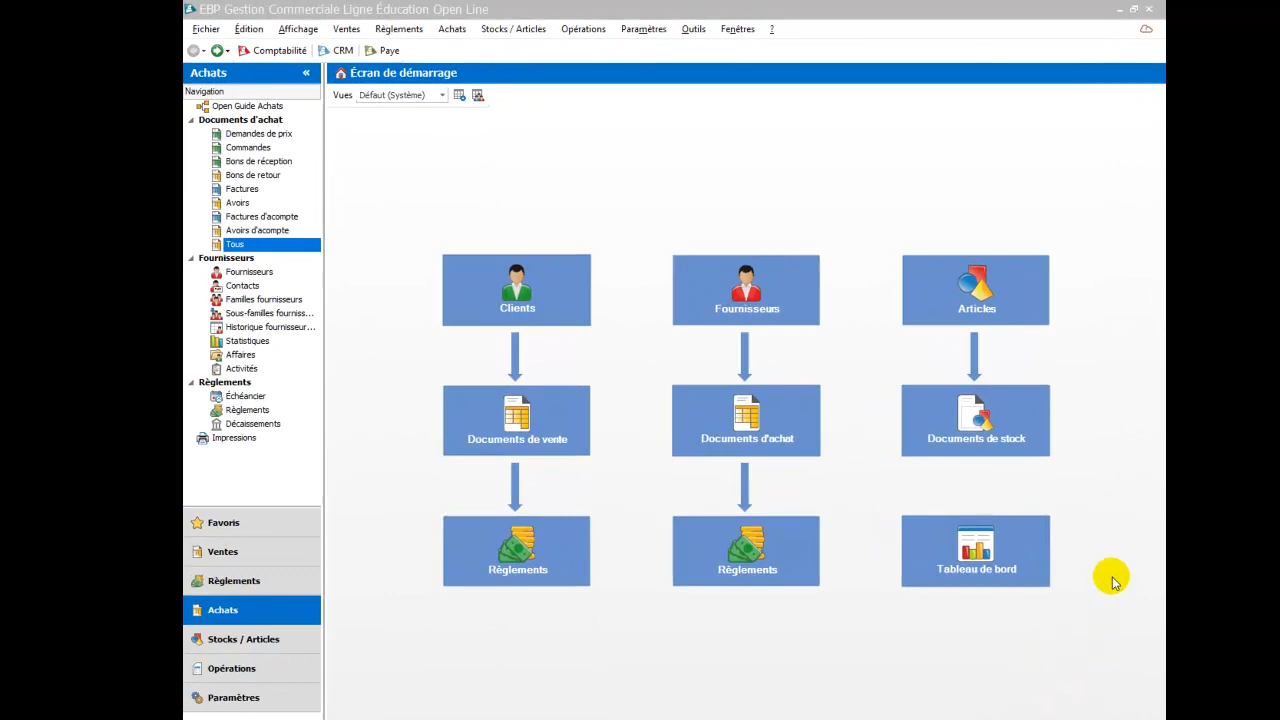 EBP Gestion Commerciale Ligne Éducation Open Line
Fichier Édition Affichage Ventes Règlements Achats Stocks / Articles Opérations Paramètres Outils Fenêtres ?
Comptabilité CRM Paye
Achats «
Écran de démarrage
Navigation
Vues Défaut (Système)
Open Guide Achats
Documents d'achat
Demandes de prix
Commandes
Bons de réception
Bons de retour
Factures
Avoirs
Factures d'acompte
Avoirs d'acompte
Tous
Fournisseurs
Fournisseurs
Contacts
Familles fournisseurs
Sous-familles fourniss...
Historique fournisseur...
Statistiques
Affaires
Activités
Règlements
Échéancier
Règlements
Décaissements
Impressions
Favoris
Ventes
Règlements
Achats
Stocks / Articles
Opérations
Paramètres
Clients
Fournisseurs
Articles
Documents de vente
Documents d'achat
Documents de stock
Règlements
Règlements
Tableau de bord